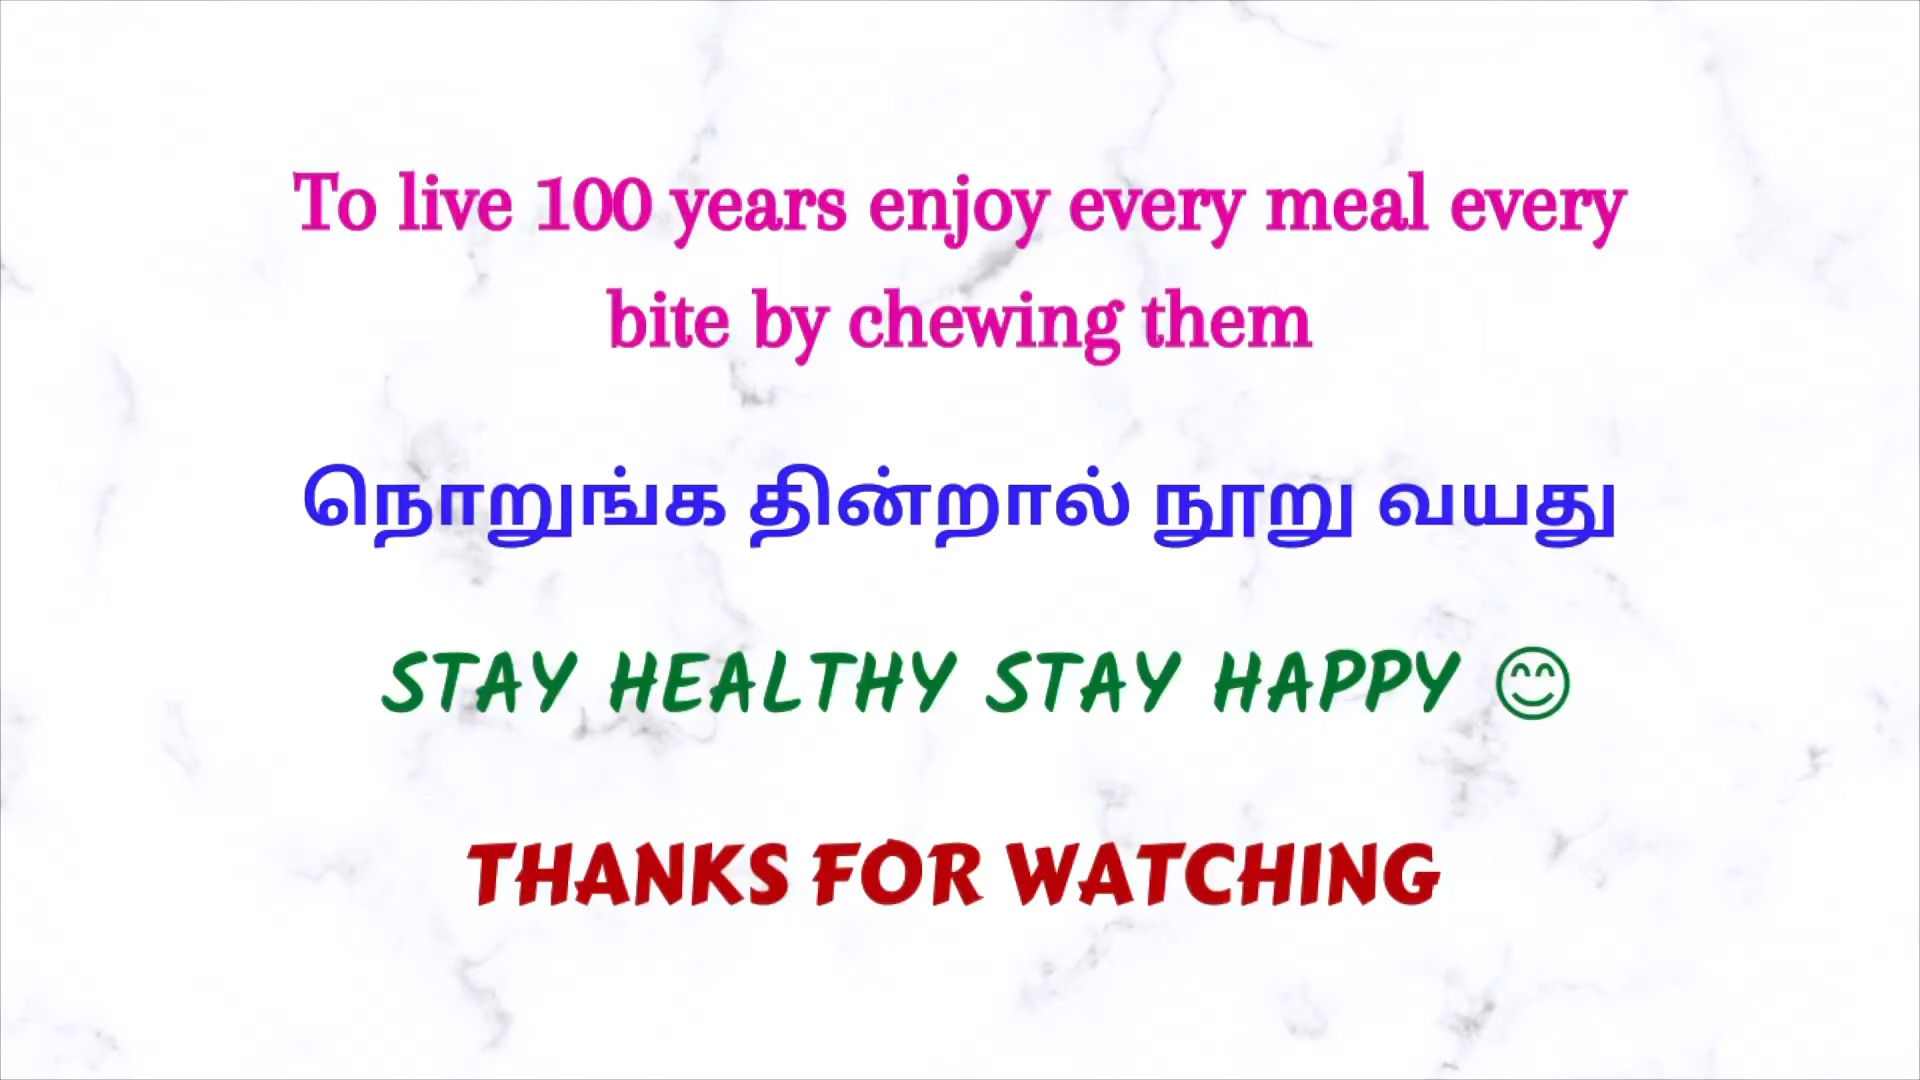 To live 100 years enjoy every meal every
bite by chewing them
நொறுங்க தின்றால் நூறு வயது
STAY HEALTHY STAY HAPPY 😊
THANKS FOR WATCHING